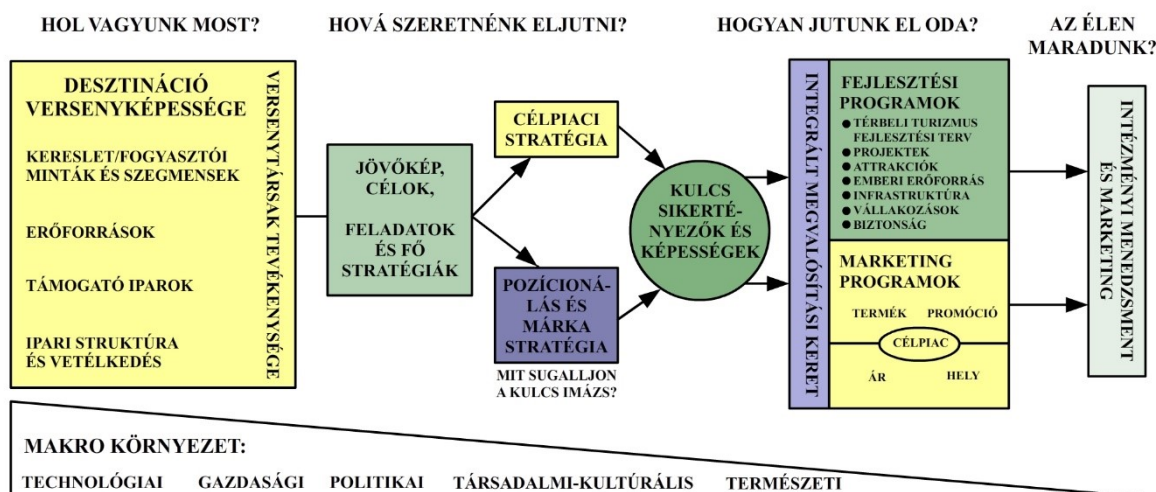 HOL VAGYUNK MOST?
HOVÁ SZERETNÉNK ELJUTNI?
HOGYAN JUTUNK EL ODA?
AZ ÉLEN
MARADUNK?
DESZTINÁCIÓ
VERSENYKÉPESSÉGE
KERESLET/FOGYASZTÓI
MINTÁK ÉS SZEGMENSEK
ERŐFORRÁSOK
TÁMOGATÓ IPAROK
IPARI STRUKTÚRA
ÉS VETÉLKEDÉS
VERSENYTÁRSAK TEVÉKENYSÉGE
JÖVŐKÉP,
CÉLOK,
FELADATOK
ÉS FŐ
STRATÉGIÁK
CÉLPIACI
STRATÉGIA
POZÍCIONÁ-
LÁS ÉS
MÁRKA
STRATÉGIA
MIT SUGALLJON
A KULCS IMÁZS?
KULCS
SIKERTÉ-
NYEZŐK ÉS
KÉPESSÉGEK
INTEGRÁLT MEGVALÓSÍTÁSI KERET
FEJLESZTÉSI
PROGRAMOK
● TÉRBELI TURIZMUS
FEJLESZTÉSI TERV
● PROJEKTEK
● ATTRAKCIÓK
● EMBERI ERŐFORRÁS
● INFRASTRUKTÚRA
● VÁLLAKOZÁSOK
● BIZTONSÁG
MARKETING
PROGRAMOK
TERMÉK PROMÓCIÓ
CÉLPIAC
ÁR HELY
INTÉZMÉNYI MENEDZSMENT
ÉS MARKETING
MAKRO KÖRNYEZET:
TECHNOLÓGIAI GAZDASÁGI POLITIKAI TÁRSADALMI-KULTÚRÁLIS TERMÉSZETI